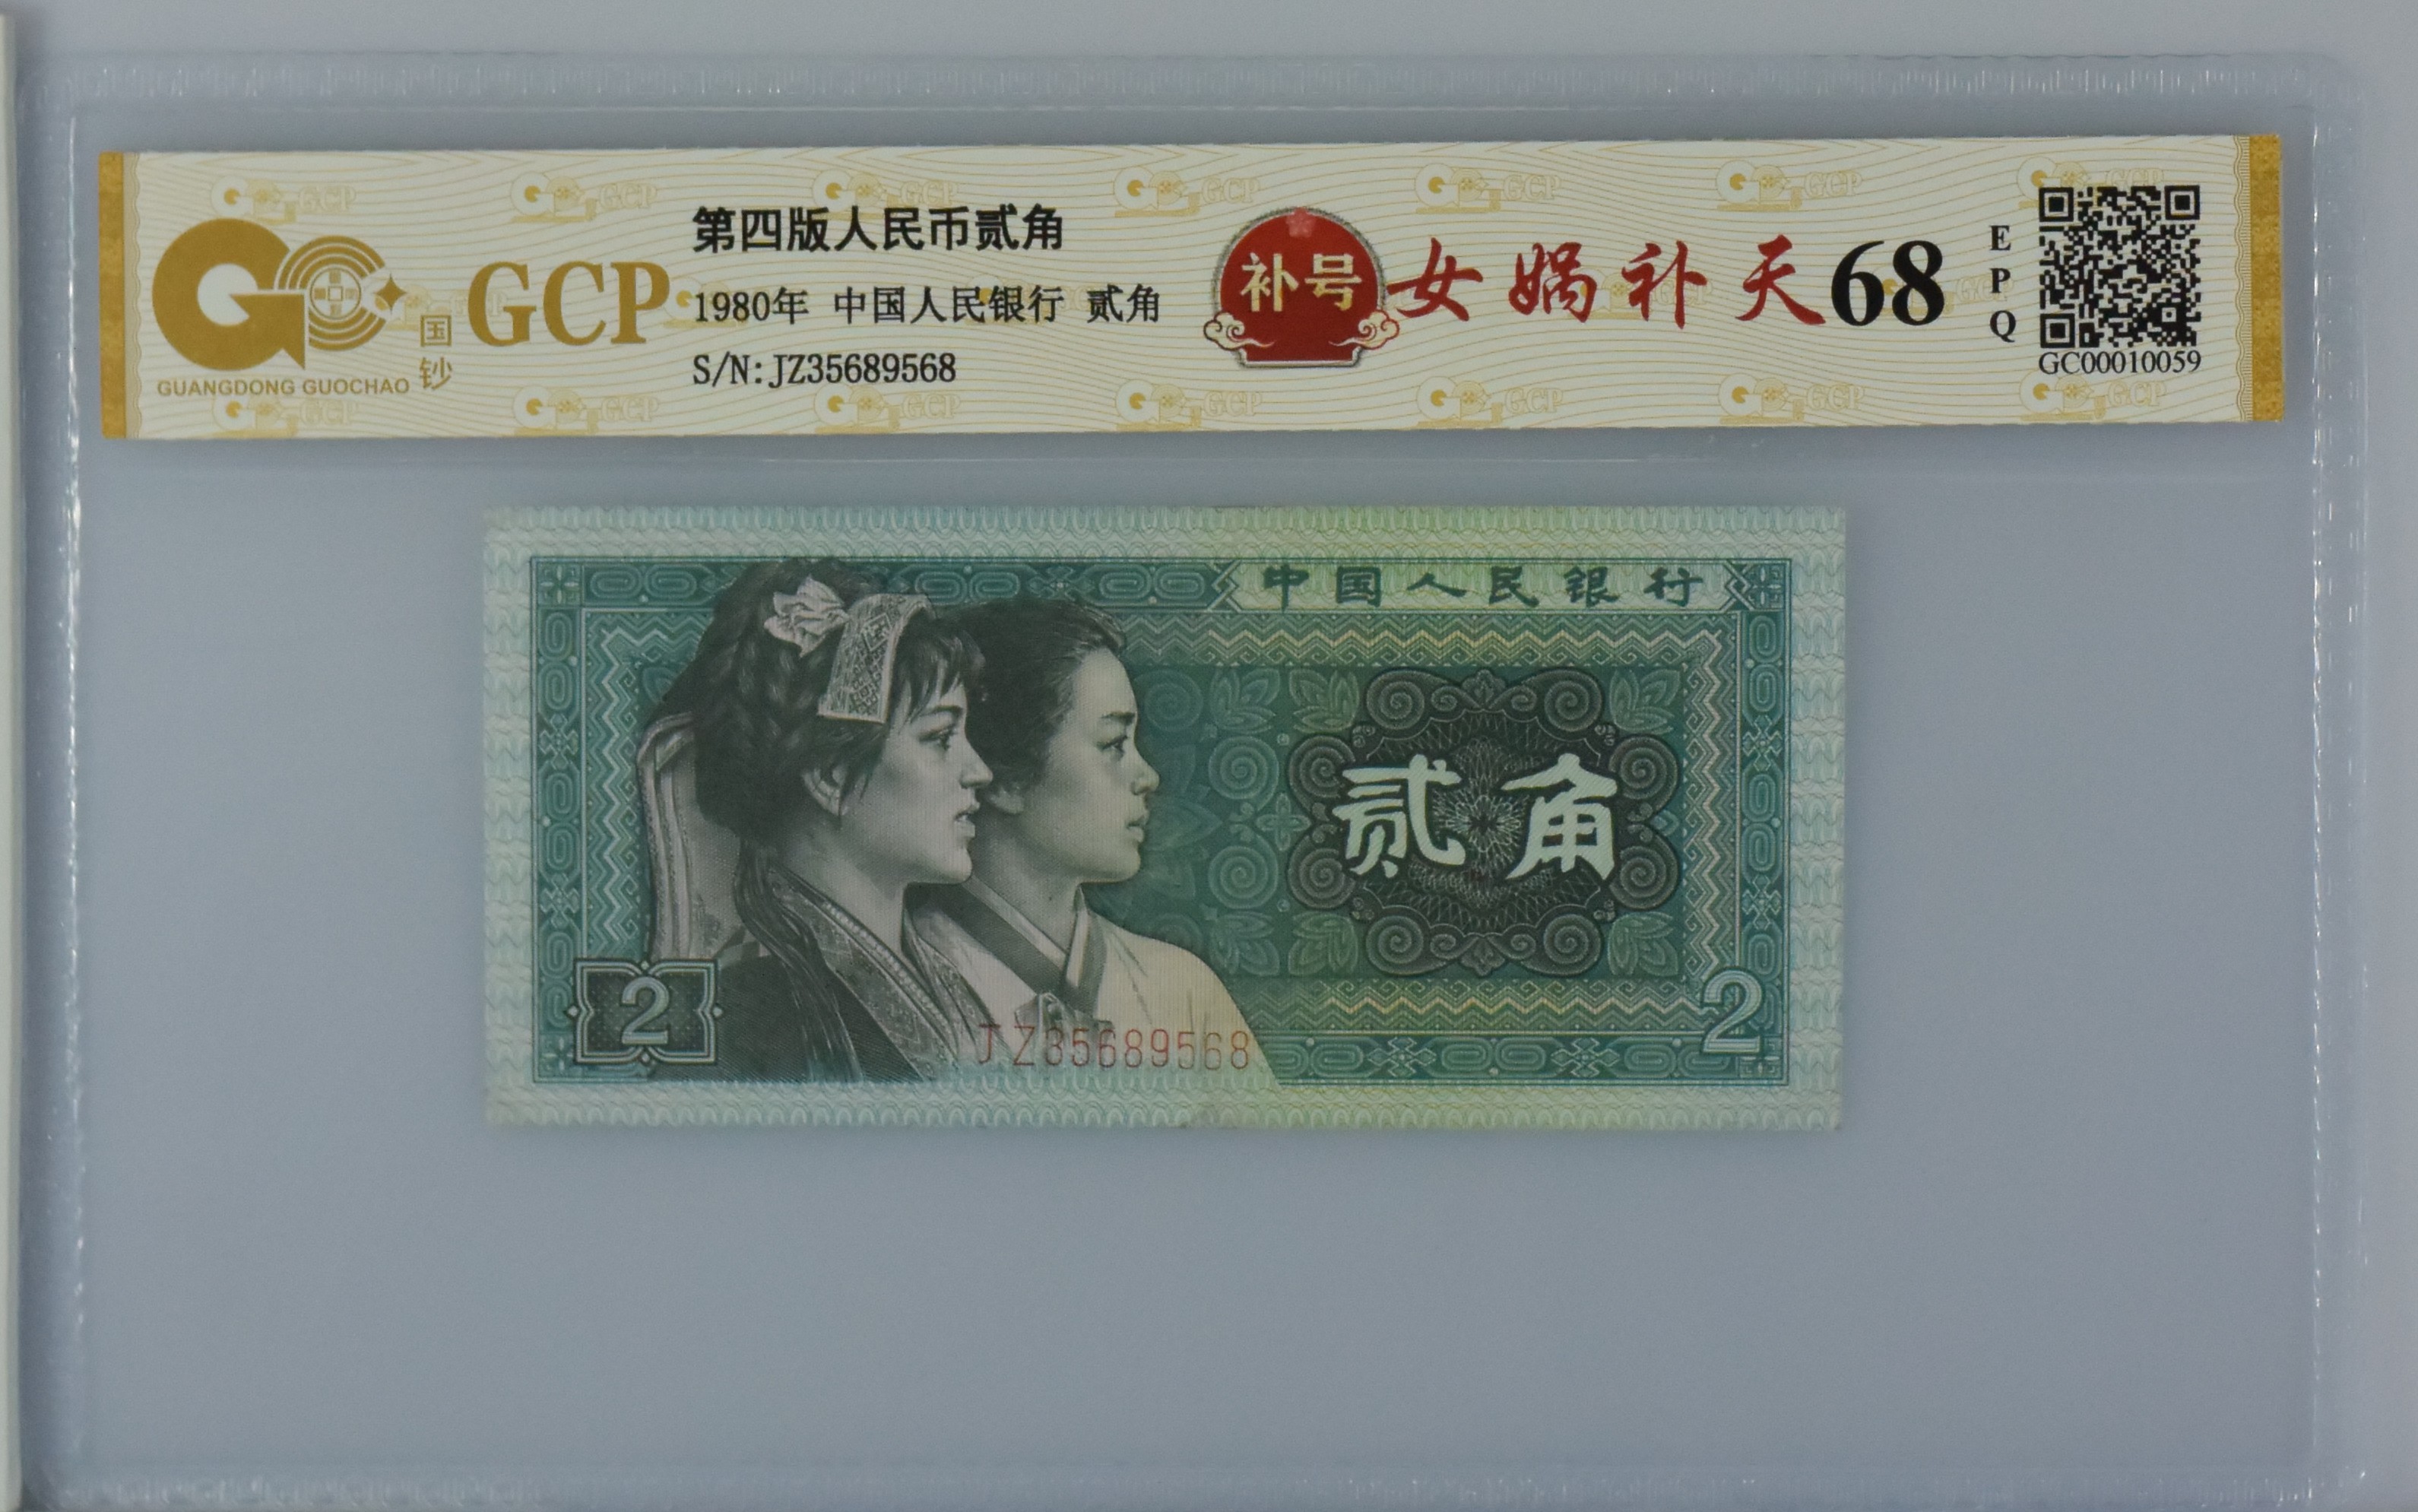 GUANGDONG GUOCHAO
国钞
GCP
第四版人民币贰角
1980年 中国人民银行 贰角
S/N:JZ35689568
补号
女娲补天
68
EPQ
GC00010059
中国人民银行
贰角
2
JZ35689568
2